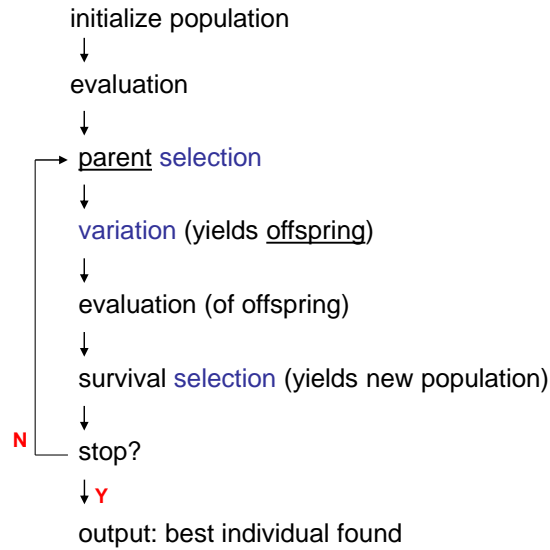 initialize population
evaluation
parent selection
variation (yields offspring)
evaluation (of offspring)
survival selection (yields new population)
N
stop?
Y
output: best individual found